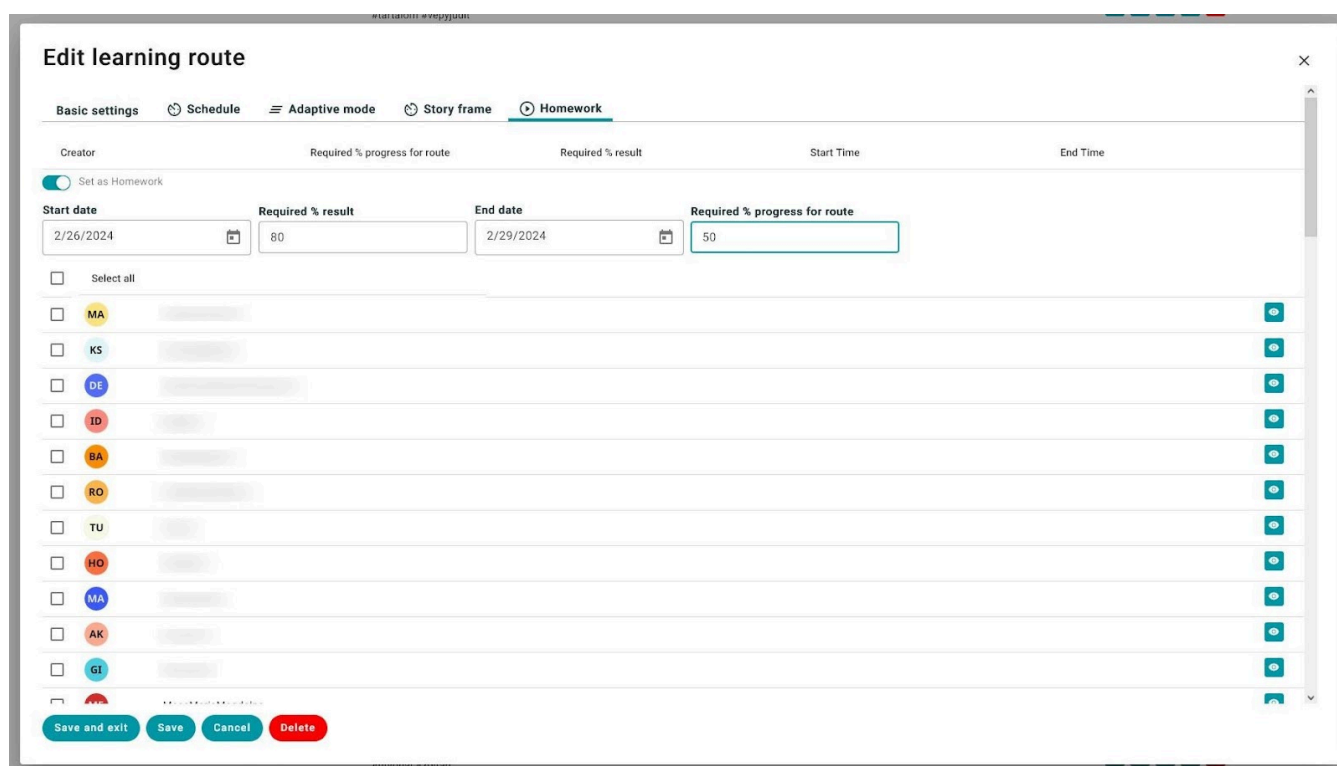 Edit learning route
Basic settings Schedule Adaptive mode Story frame Homework
Creator Required % progress for route Required % result Start Time End Time
Set as Homework
Start date Required % result End date Required % progress for route
2/26/2024 80 2/29/2024 50
Select all
MA
KS
DE
ID
BA
RO
TU
HO
MA
AK
GI
Save and exit Save Cancel Delete